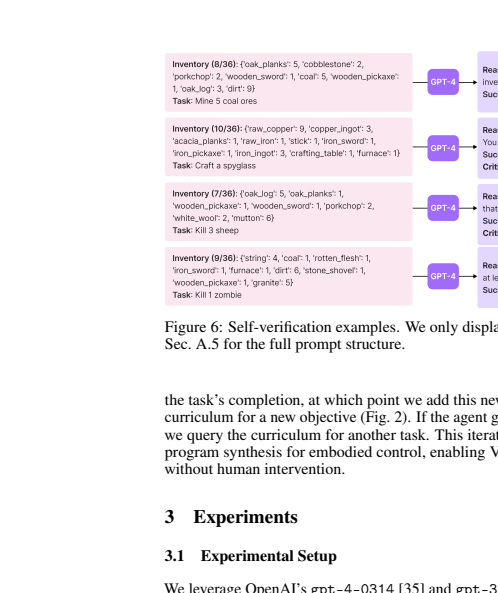 Inventory (8/36): {'oak_planks': 5, 'cobblestone': 2,
'porkchop': 2, 'wooden_sword': 1, 'coal': 5, 'wooden_pickaxe':
1, 'oak_log': 3, 'dirt': 9}
Task: Mine 5 coal ores
GPT-4
Rea
inve
Suc
Inventory (10/36): {'raw_copper': 9, 'copper_ingot': 3,
'acacia_planks': 1, 'raw_iron': 1, 'stick': 1, 'iron_sword': 1,
'iron_pickaxe': 1, 'iron_ingot': 3, 'crafting_table': 1, 'furnace': 1}
Task: Craft a spyglass
GPT-4
Rea
You
Suc
Criti
Inventory (7/36): {'oak_log': 5, 'oak_planks': 1,
'wooden_pickaxe': 1, 'wooden_sword': 1, 'porkchop': 2,
'white_wool': 2, 'mutton': 6}
Task: Kill 3 sheep
GPT-4
Rea
that
Suc
Criti
Inventory (9/36): {'string': 4, 'coal': 1, 'rotten_flesh': 1,
'iron_sword': 1, 'furnace': 1, 'dirt': 6, 'stone_shovel': 1,
'wooden_pickaxe': 1, 'granite': 5}
Task: Kill 1 zombie
GPT-4
Rea
at le
Suc
Figure 6: Self-verification examples. We only displa
Sec. A.5 for the full prompt structure.
the task's completion, at which point we add this new
curriculum for a new objective (Fig. 2). If the agent g
we query the curriculum for another task. This iterat
program synthesis for embodied control, enabling V
without human intervention.
3 Experiments
3.1 Experimental Setup
We leverage OpenAI's gpt-4-0314 [35] and gpt-3